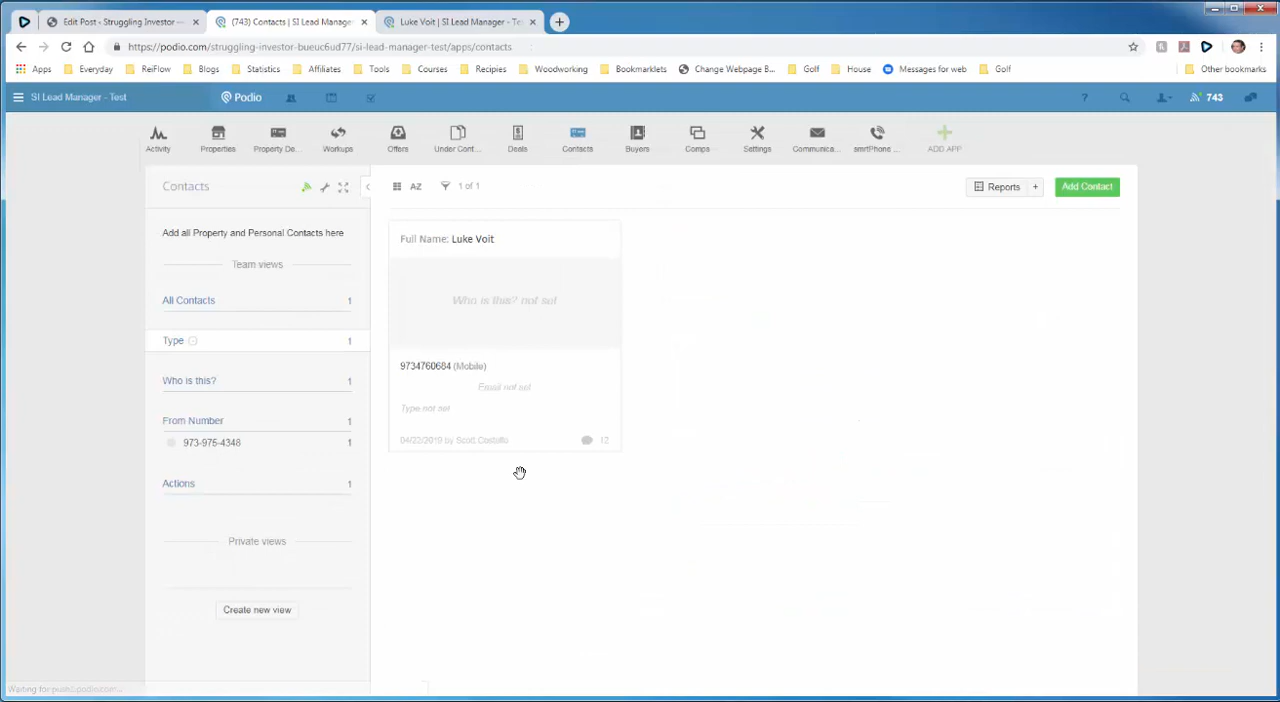 Edit Post ‹ Struggling Investor —
(743) Contacts | SI Lead Manage
Luke Voit | SI Lead Manager - Te
https://podio.com/struggling-investor-bueuc6ud77/si-lead-manager-test/apps/contacts
Apps Everyday ReiFlow Blogs Statistics Affiliates Tools Courses Recipies Woodworking Bookmarklets Change Webpage B... Golf House Messages for web Golf Other bookmarks
SI Lead Manager - Test Podio ? 743
Activity Properties Property De... Workups Offers Under Cont... Deals Contacts Buyers Comps Settings Communica... smrtPhone ... ADD APP
Contacts
AZ 1 of 1 Reports + Add Contact
Add all Property and Personal Contacts here
Team views
All Contacts 1
Type 1
Who is this? 1
From Number 1
973-975-4348 1
Actions 1
Private views
Create new view
Full Name: Luke Voit
Who is this? not set
9734760684 (Mobile)
Email not set
Type not set
04/22/2019 by Scott Costello 12
Waiting for push2.podio.com...